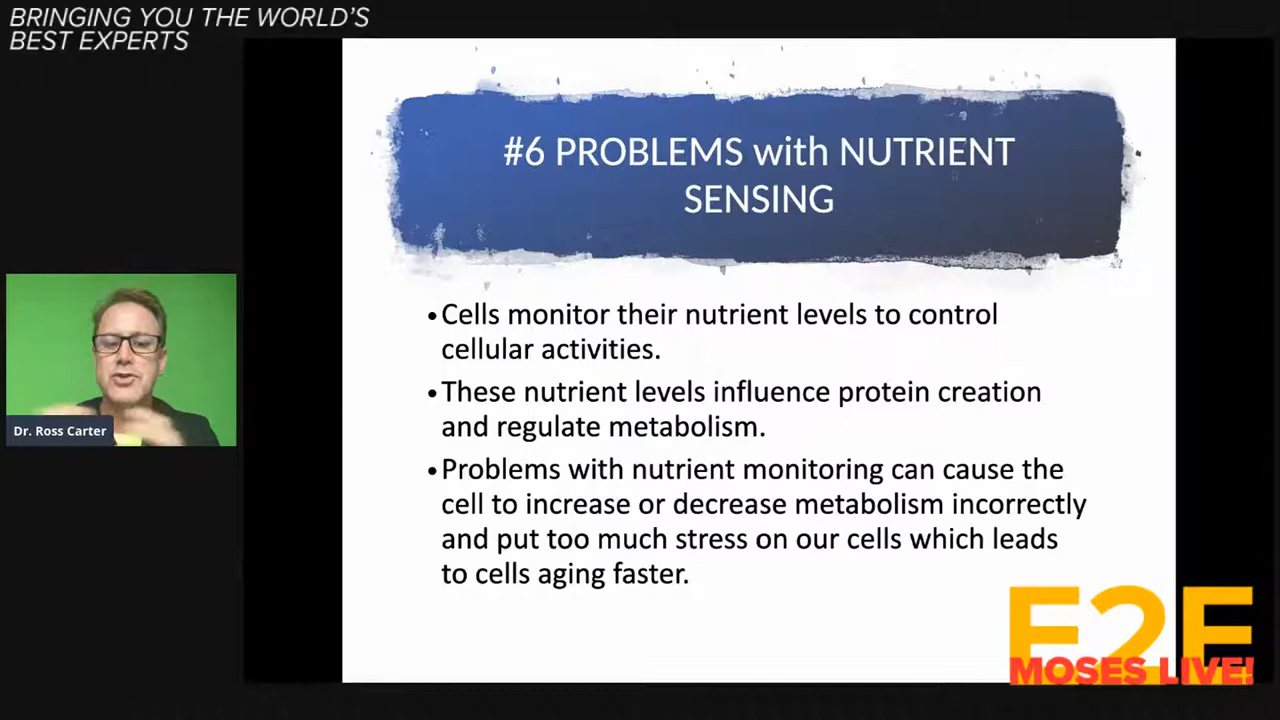 BRINGING YOU THE WORLD'S
BEST EXPERTS
#6 PROBLEMS with NUTRIENT
SENSING
•Cells monitor their nutrient levels to control
cellular activities.
•These nutrient levels influence protein creation
and regulate metabolism.
•Problems with nutrient monitoring can cause the
cell to increase or decrease metabolism incorrectly
and put too much stress on our cells which leads
to cells aging faster.
Dr. Ross Carter
E2E
MOSES LIVE!